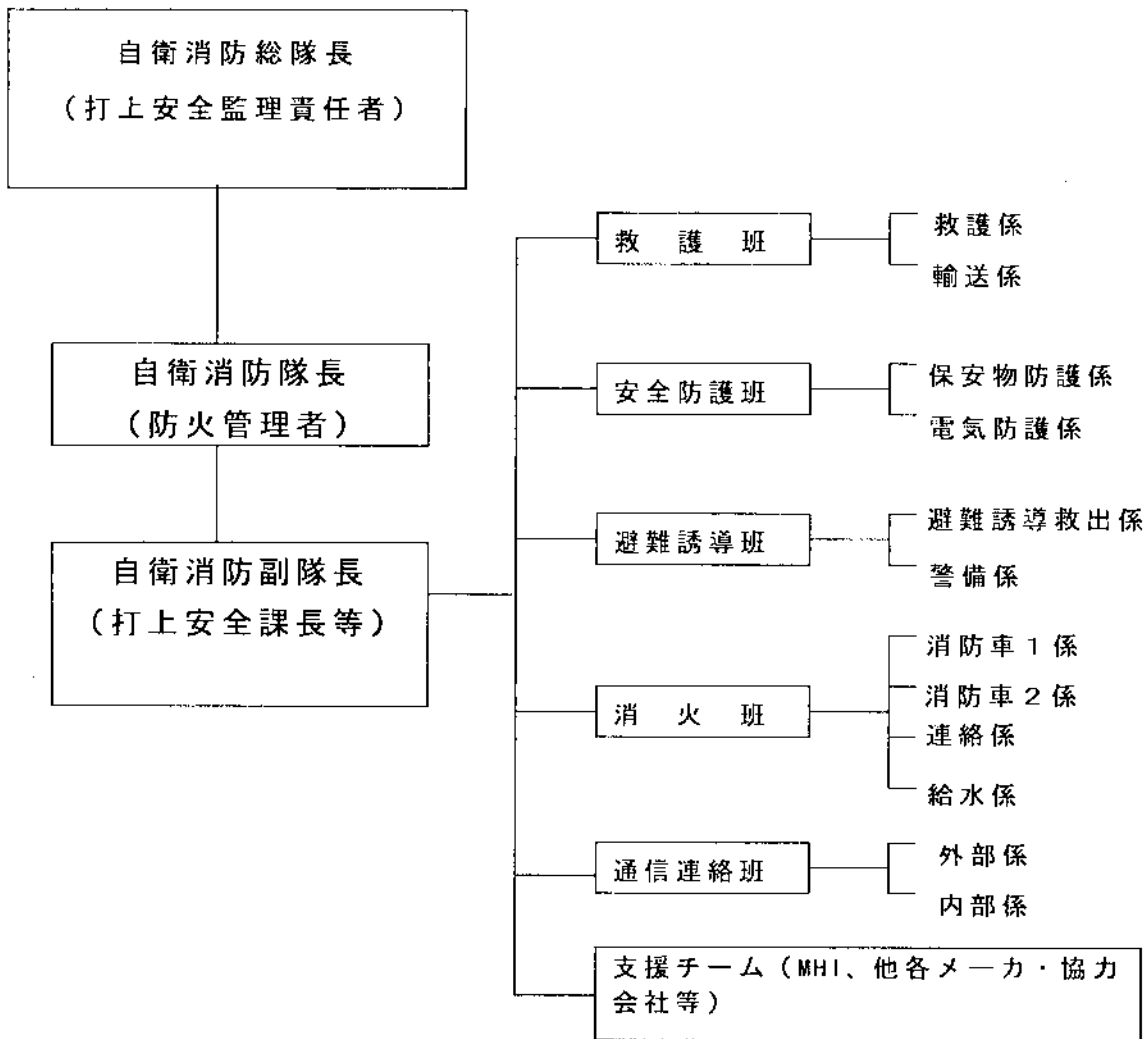 自衛消防総隊長
（打上安全監理責任者）
自衛消防隊長
（防火管理者）
自衛消防副隊長
（打上安全課長等）
救護班
救護係
輸送係
安全防護班
保安物防護係
電気防護係
避難誘導班
避難誘導救出係
警備係
消火班
消防車1係
消防車2係
連絡係
給水係
通信連絡班
外部係
内部係
支援チーム（MHI、他各メーカ・協力
会社等）